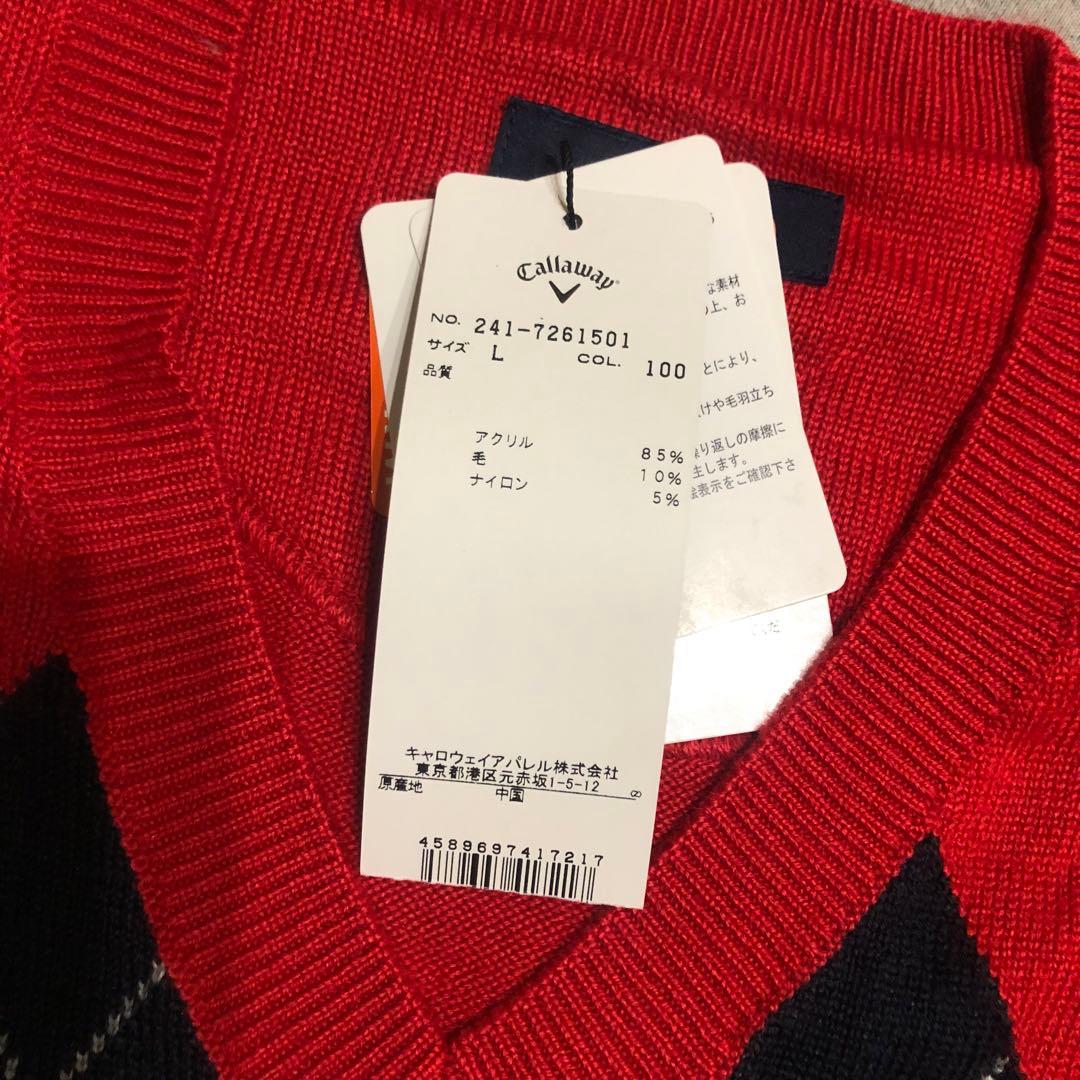 Callaway
NO. 241-7261501
サイズ L COL. 100
品質
アクリル 85%
毛 10%
ナイロン 5%
キャロウェイアパレル株式会社
東京都港区元赤坂1-5-12
原産地 中国
4589697417217
な素材
上、お
とにより、
けや毛羽立ち
り返しの摩擦に
生します。
絵表示をご確認下さ
くだ